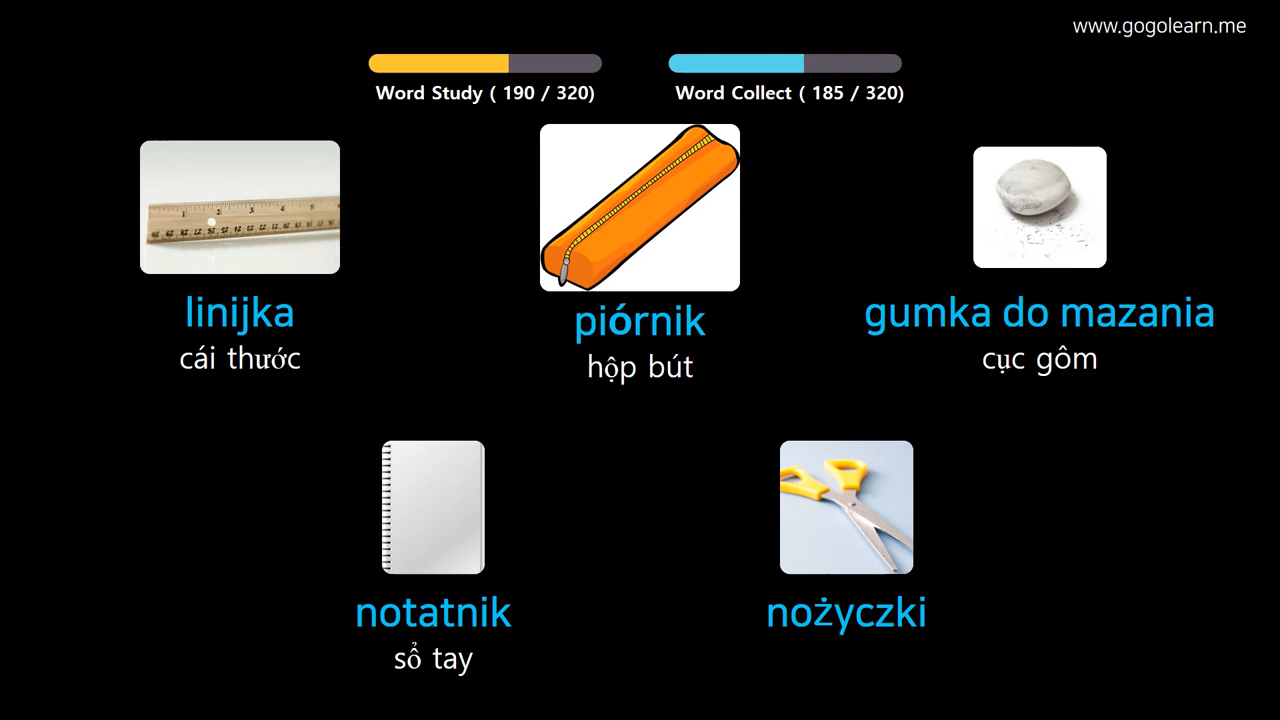 www.gogolearn.me
Word Study ( 190 / 320)
Word Collect ( 185 / 320)
linijka
cái thước
piórnik
hộp bút
gumka do mazania
cục gôm
notatnik
sổ tay
nożyczki